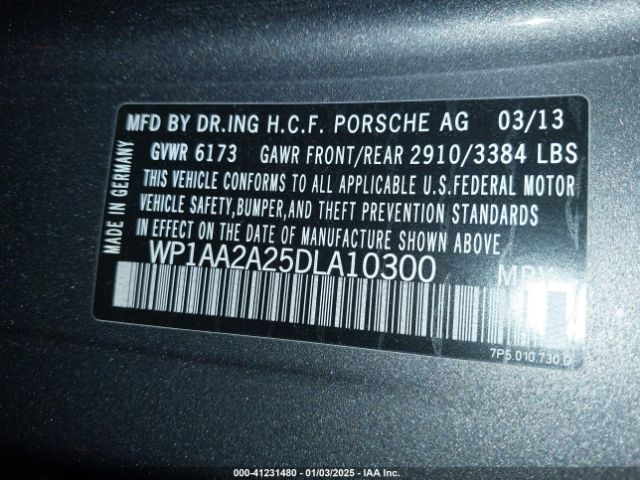 MFD BY DR.ING H.C.F. PORSCHE AG 03/13
GVWR 6173 GAWR FRONT/REAR 2910/3384 LBS
THIS VEHICLE CONFORMS TO ALL APPLICABLE U.S.FEDERAL MOTOR
VEHICLE SAFETY,BUMPER,AND THEFT PREVENTION STANDARDS
IN EFFECT ON THE DATE OF MANUFACTURE SHOWN ABOVE
WP1AA2A25DLA10300 MPV
MADE IN GERMANY
7P5.010.730.D
000-41231480 - 01/03/2025 - IAA Inc.